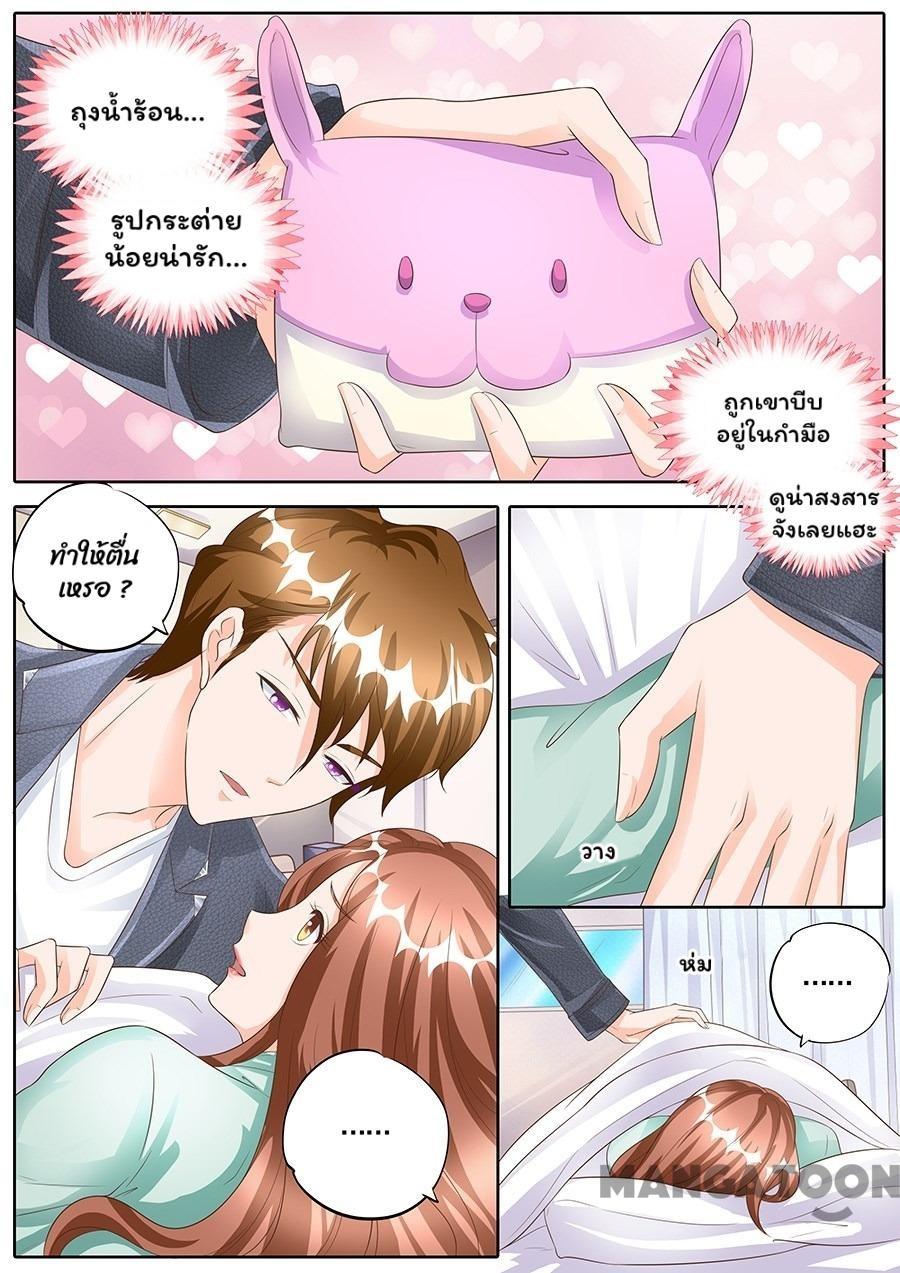 ถุงน้ำร้อน...
รูปกระต่าย
น้อยน่ารัก...
ถูกเขาบีบ
อยู่ในกำมือ
ดูน่าสงสาร
จังเลยแฮะ
ทำให้ตื่น
เหรอ ?
วาง
......
ห่ม
......
MANGATOON